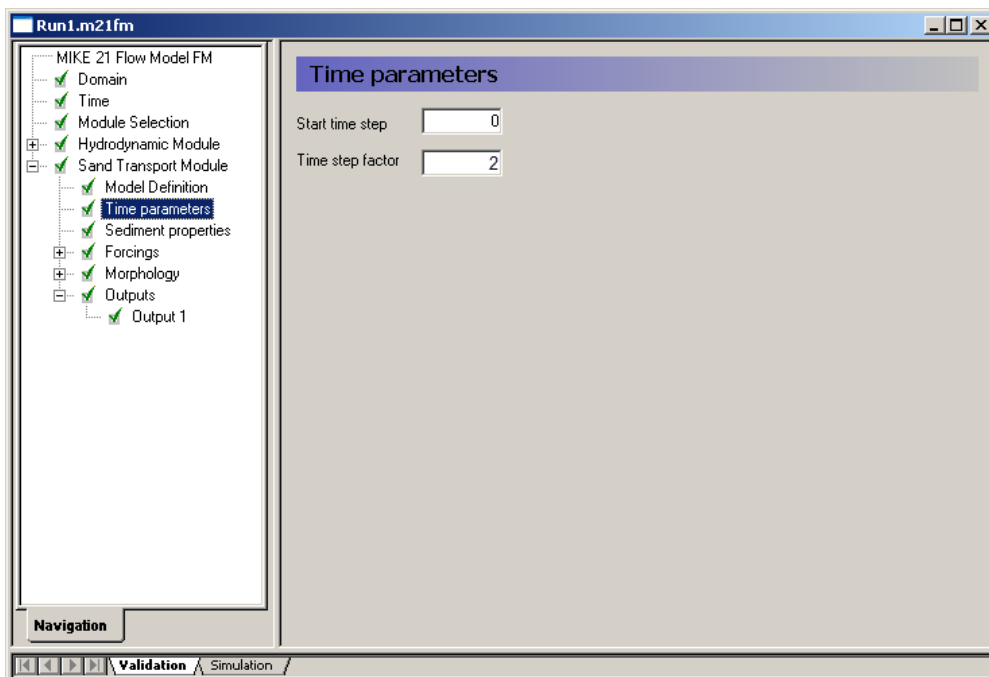 Run1.m21fm
MIKE 21 Flow Model FM
Domain
Time
Module Selection
Hydrodynamic Module
Sand Transport Module
Model Definition
Time parameters
Sediment properties
Forcings
Morphology
Outputs
Output 1
Navigation
Time parameters
Start time step 0
Time step factor 2
Validation Simulation